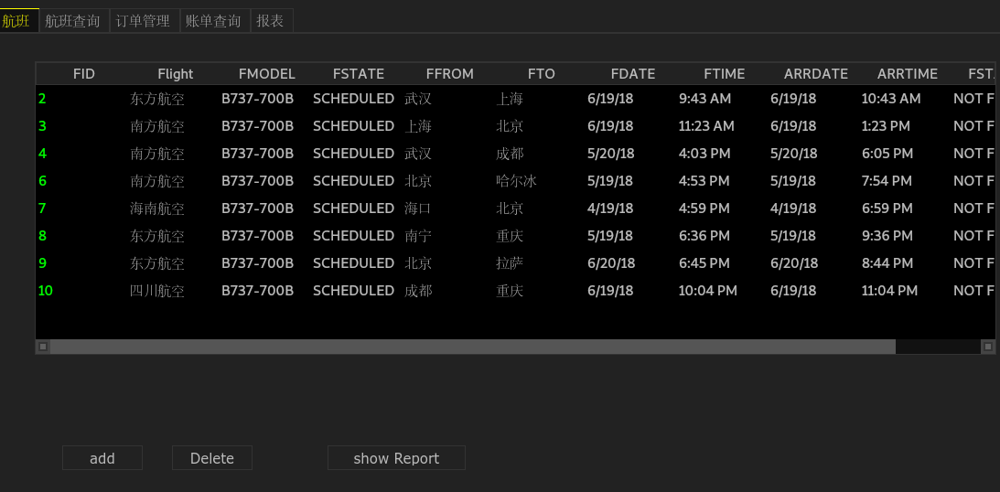 航班 航班查询 订单管理 账单查询 报表
FID Flight FMODEL FSTATE FFROM FTO FDATE FTIME ARRDATE ARRTIME FST
2 东方航空 B737-700B SCHEDULED 武汉 上海 6/19/18 9:43 AM 6/19/18 10:43 AM NOT F
3 南方航空 B737-700B SCHEDULED 上海 北京 6/19/18 11:23 AM 6/19/18 1:23 PM NOT F
4 南方航空 B737-700B SCHEDULED 武汉 成都 5/20/18 4:03 PM 5/20/18 6:05 PM NOT F
6 南方航空 B737-700B SCHEDULED 北京 哈尔冰 5/19/18 4:53 PM 5/19/18 7:54 PM NOT F
7 海南航空 B737-700B SCHEDULED 海口 北京 4/19/18 4:59 PM 4/19/18 6:59 PM NOT F
8 东方航空 B737-700B SCHEDULED 南宁 重庆 5/19/18 6:36 PM 5/19/18 9:36 PM NOT F
9 东方航空 B737-700B SCHEDULED 北京 拉萨 6/20/18 6:45 PM 6/20/18 8:44 PM NOT F
10 四川航空 B737-700B SCHEDULED 成都 重庆 6/19/18 10:04 PM 6/19/18 11:04 PM NOT F
add Delete show Report